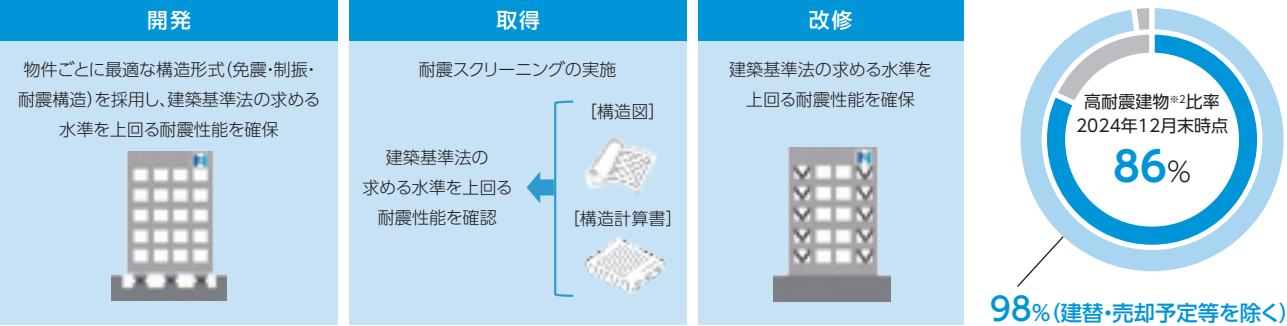 開発
物件ごとに最適な構造形式(免震・制振・
耐震構造)を採用し、建築基準法の求める
水準を上回る耐震性能を確保
取得
耐震スクリーニングの実施
[構造図]
建築基準法の
求める水準を上回る
耐震性能を確認
[構造計算書]
改修
建築基準法の求める水準を
上回る耐震性能を確保
高耐震建物※2比率
2024年12月末時点
86%
98%(建替・売却予定等を除く)